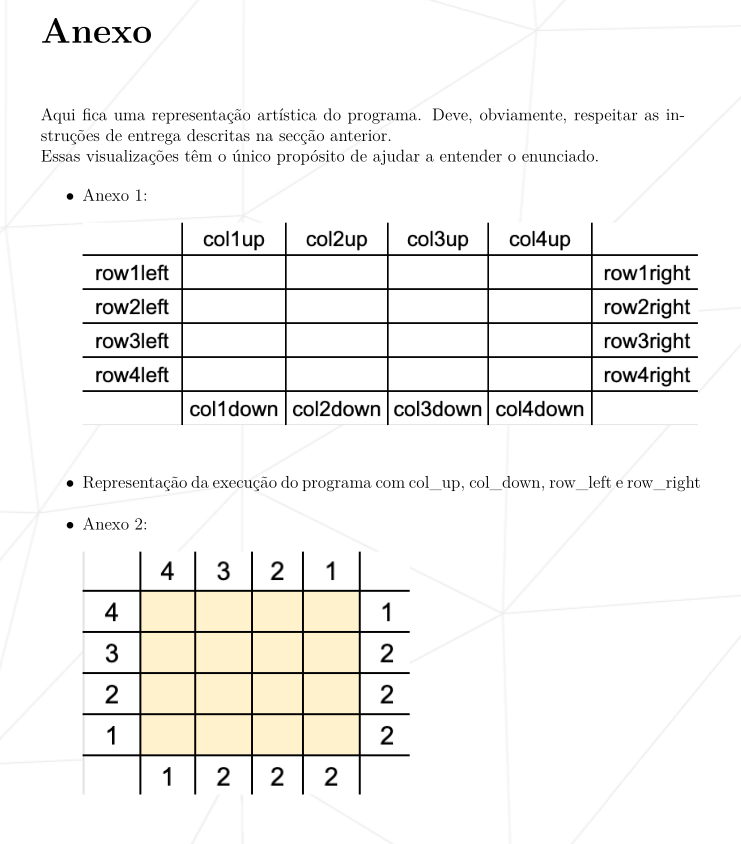 Anexo
Aqui fica uma representação artística do programa. Deve, obviamente, respeitar as in-
struções de entrega descritas na secção anterior.
Essas visualizações têm o único propósito de ajudar a entender o enunciado.
• Anexo 1:
col1up col2up col3up col4up
row1left row1right
row2left row2right
row3left row3right
row4left row4right
col1down col2down col3down col4down
• Representação da execução do programa com col_up, col_down, row_left e row_right
• Anexo 2:
4 3 2 1
4 1
3 2
2 2
1 2
1 2 2 2